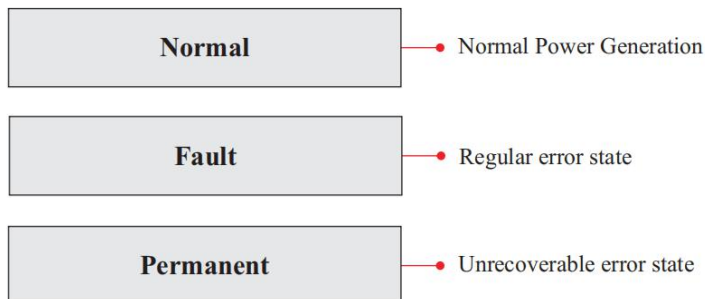 Normal
Normal Power Generation
Fault
Regular error state
Permanent
Unrecoverable error state